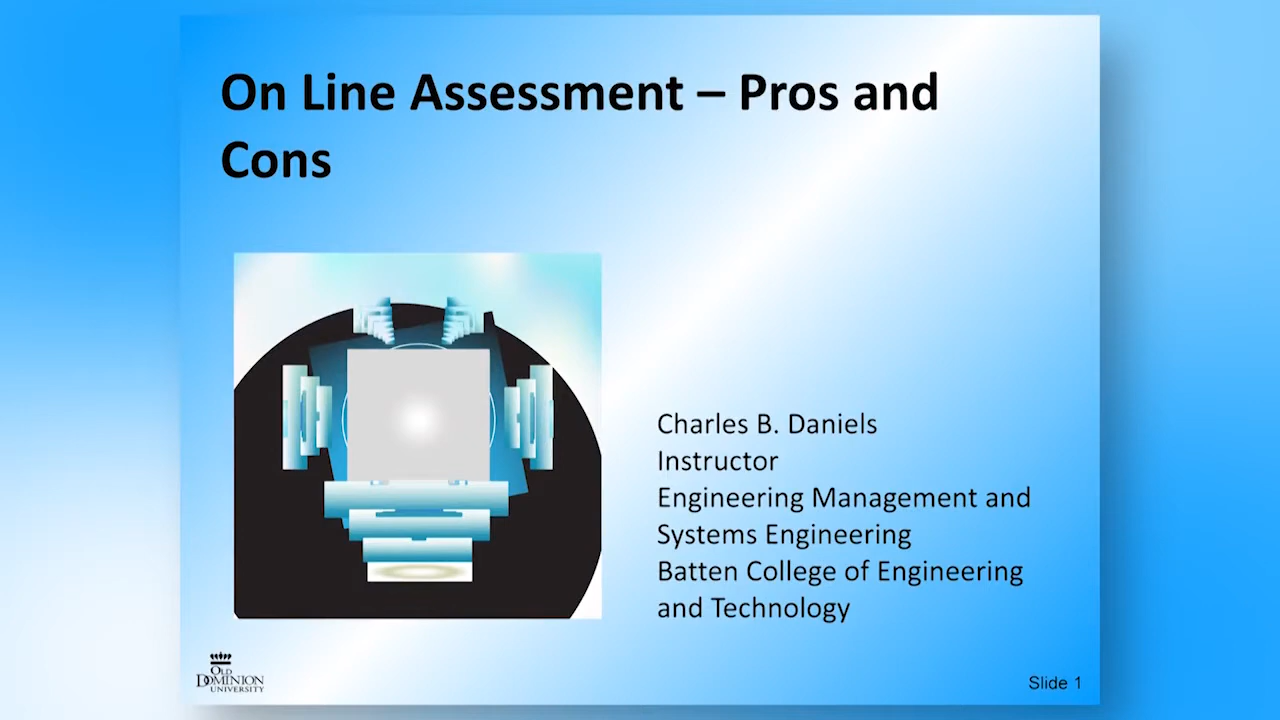 On Line Assessment – Pros and
Cons
Charles B. Daniels
Instructor
Engineering Management and
Systems Engineering
Batten College of Engineering
and Technology
OLD
DOMINION
UNIVERSITY
Slide 1